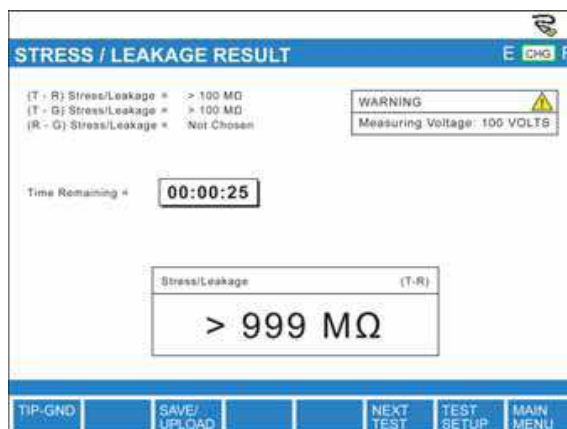 STRESS / LEAKAGE RESULT
E CHG F
(T - R) Stress/Leakage = > 100 MΩ
(T - G) Stress/Leakage = > 100 MΩ
(R - G) Stress/Leakage = Not Chosen
WARNING
Measuring Voltage: 100 VOLTS
Time Remaining =
00:00:25
Stress/Leakage (T-R)
> 999 MΩ
TIP-GND
SAVE/
UPLOAD
NEXT
TEST
TEST
SETUP
MAIN
MENU